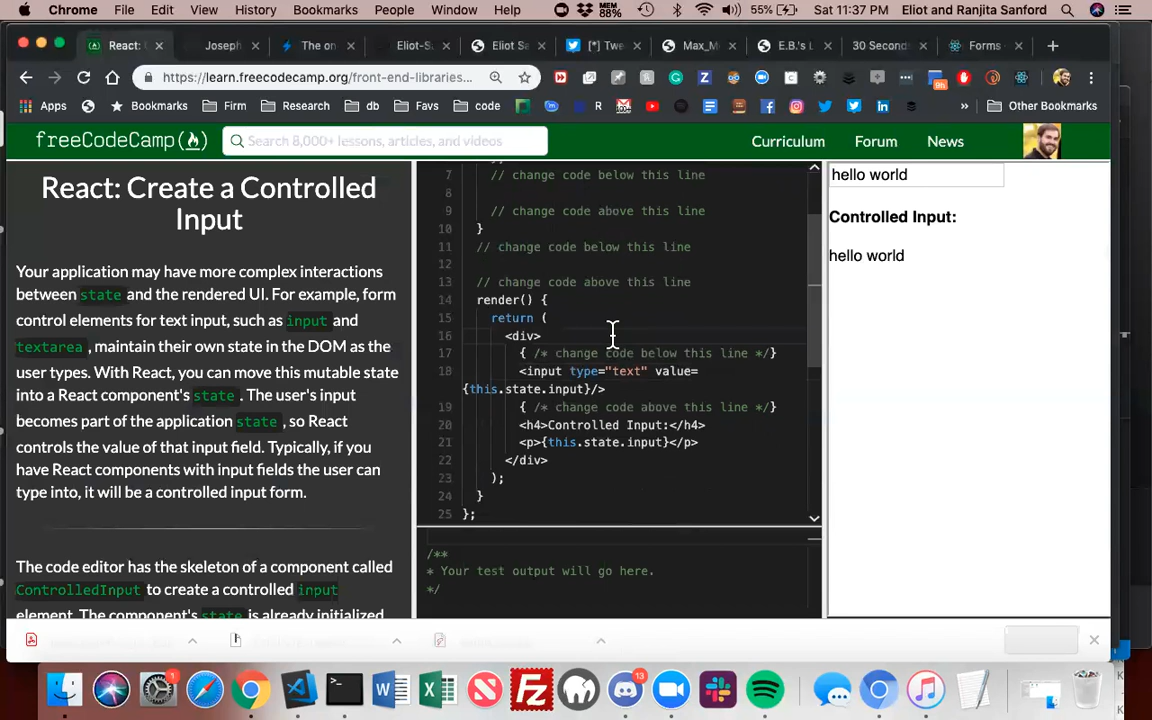 Chrome File Edit View History Bookmarks People Window Help MEM 88% 88% 55% Sat 11:37 PM Eliot and Ranjita Sanford
React: Joseph The on Eliot-S. Eliot Sa [*] Twe Max_M E.B.'s L 30 Second Forms -
https://learn.freecodecamp.org/front-end-libraries...
Apps Bookmarks Firm Research db Favs code R 100+ Other Bookmarks
freeCodeCamp Search 8,000+ lessons, articles, and videos Curriculum Forum News
React: Create a Controlled
Input
Your application may have more complex interactions
between state and the rendered UI. For example, form
control elements for text input, such as input and
textarea , maintain their own state in the DOM as the
user types. With React, you can move this mutable state
into a React component's state . The user's input
becomes part of the application state , so React
controls the value of that input field. Typically, if you
have React components with input fields the user can
type into, it will be a controlled input form.
The code editor has the skeleton of a component called
ControlledInput to create a controlled input
element. The component's state is already initialized
7 // change code below this line
8
9 // change code above this line
10 }
11 // change code below this line
12
13 // change code above this line
14 render() {
15 return (
16 <div>
17 { /* change code below this line */}
18 <input type="text" value=
{this.state.input}/>
19 { /* change code above this line */}
20 <h4>Controlled Input:</h4>
21 <p>{this.state.input}</p>
22 </div>
23 );
24 }
25 };
/**
* Your test output will go here.
*/
hello world
Controlled Input:
hello world
1
13